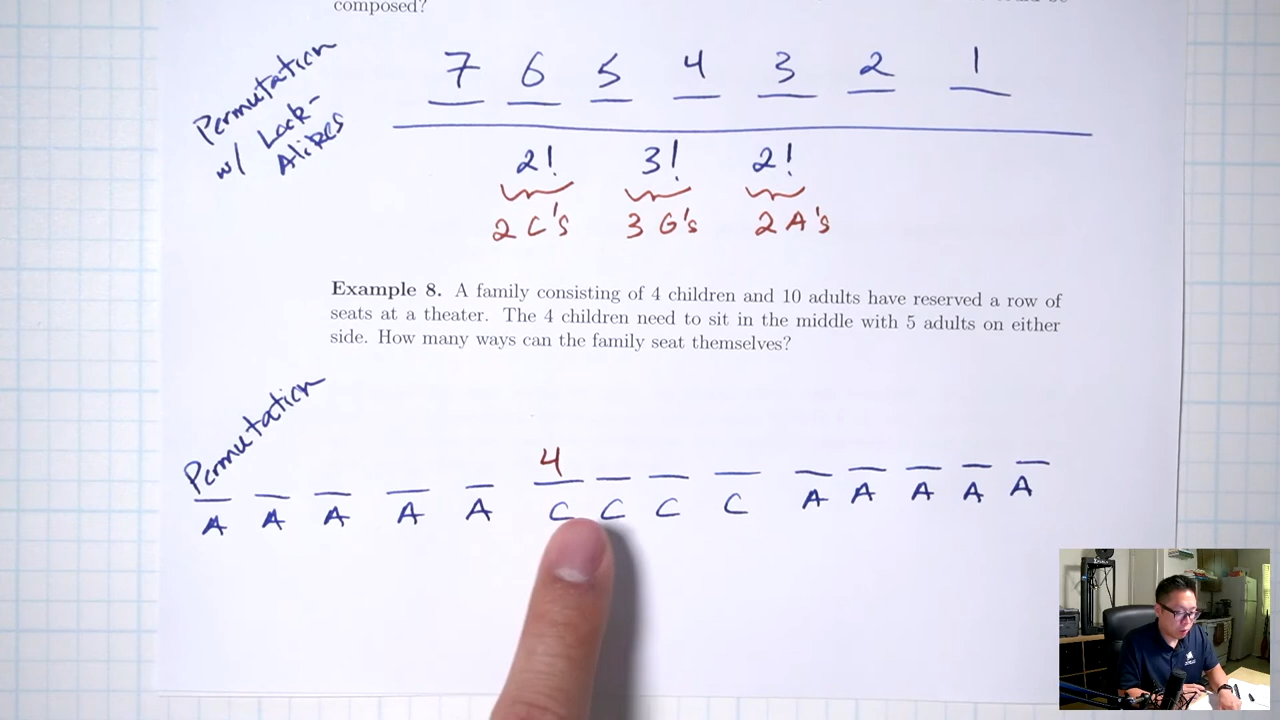 composed?
Permutation
w/ Look-
Alikes
7 6 5 4 3 2 1
2! 3! 2!
2 C's 3 G's 2 A's
Example 8. A family consisting of 4 children and 10 adults have reserved a row of
seats at a theater. The 4 children need to sit in the middle with 5 adults on either
side. How many ways can the family seat themselves?
Permutation
4
A A A A A C C C C A A A A A